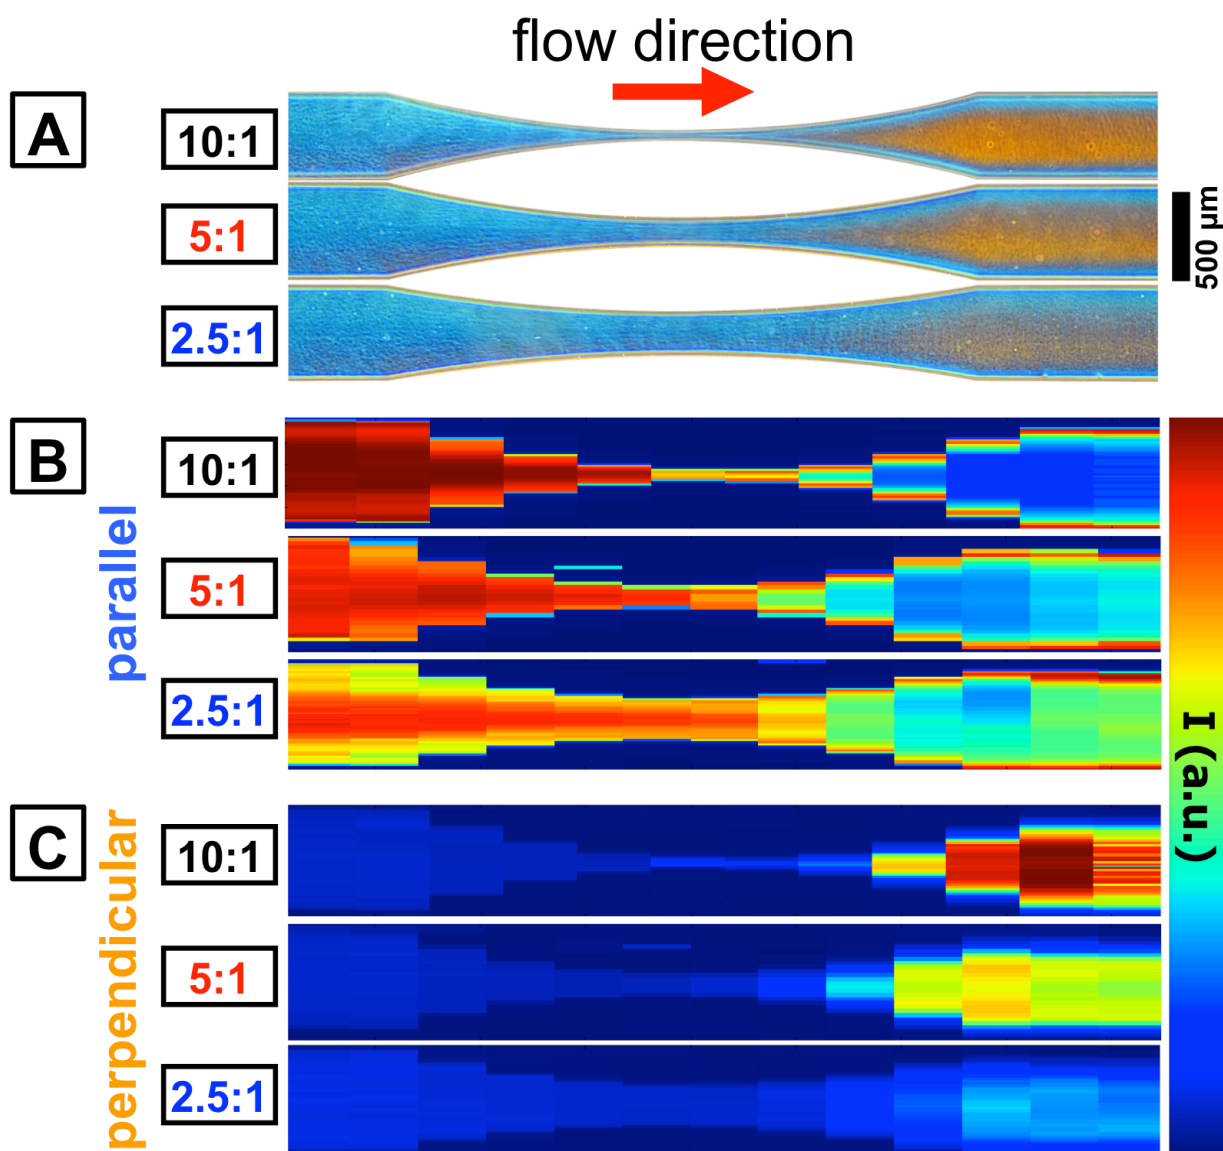 flow direction
A
10:1
5:1
2.5:1
500 µm
B
parallel
10:1
5:1
2.5:1
I (a.u.)
C
perpendicular
10:1
5:1
2.5:1